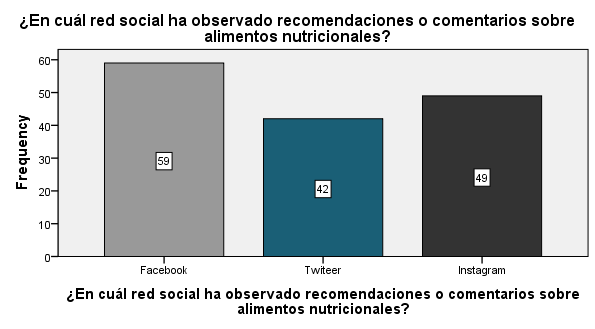 ¿En cuál red social ha observado recomendaciones o comentarios sobre
alimentos nutricionales?
60
50
40
30
20
10
0
Frequency
59
42
49
Facebook
Twiteer
Instagram
¿En cuál red social ha observado recomendaciones o comentarios sobre
alimentos nutricionales?